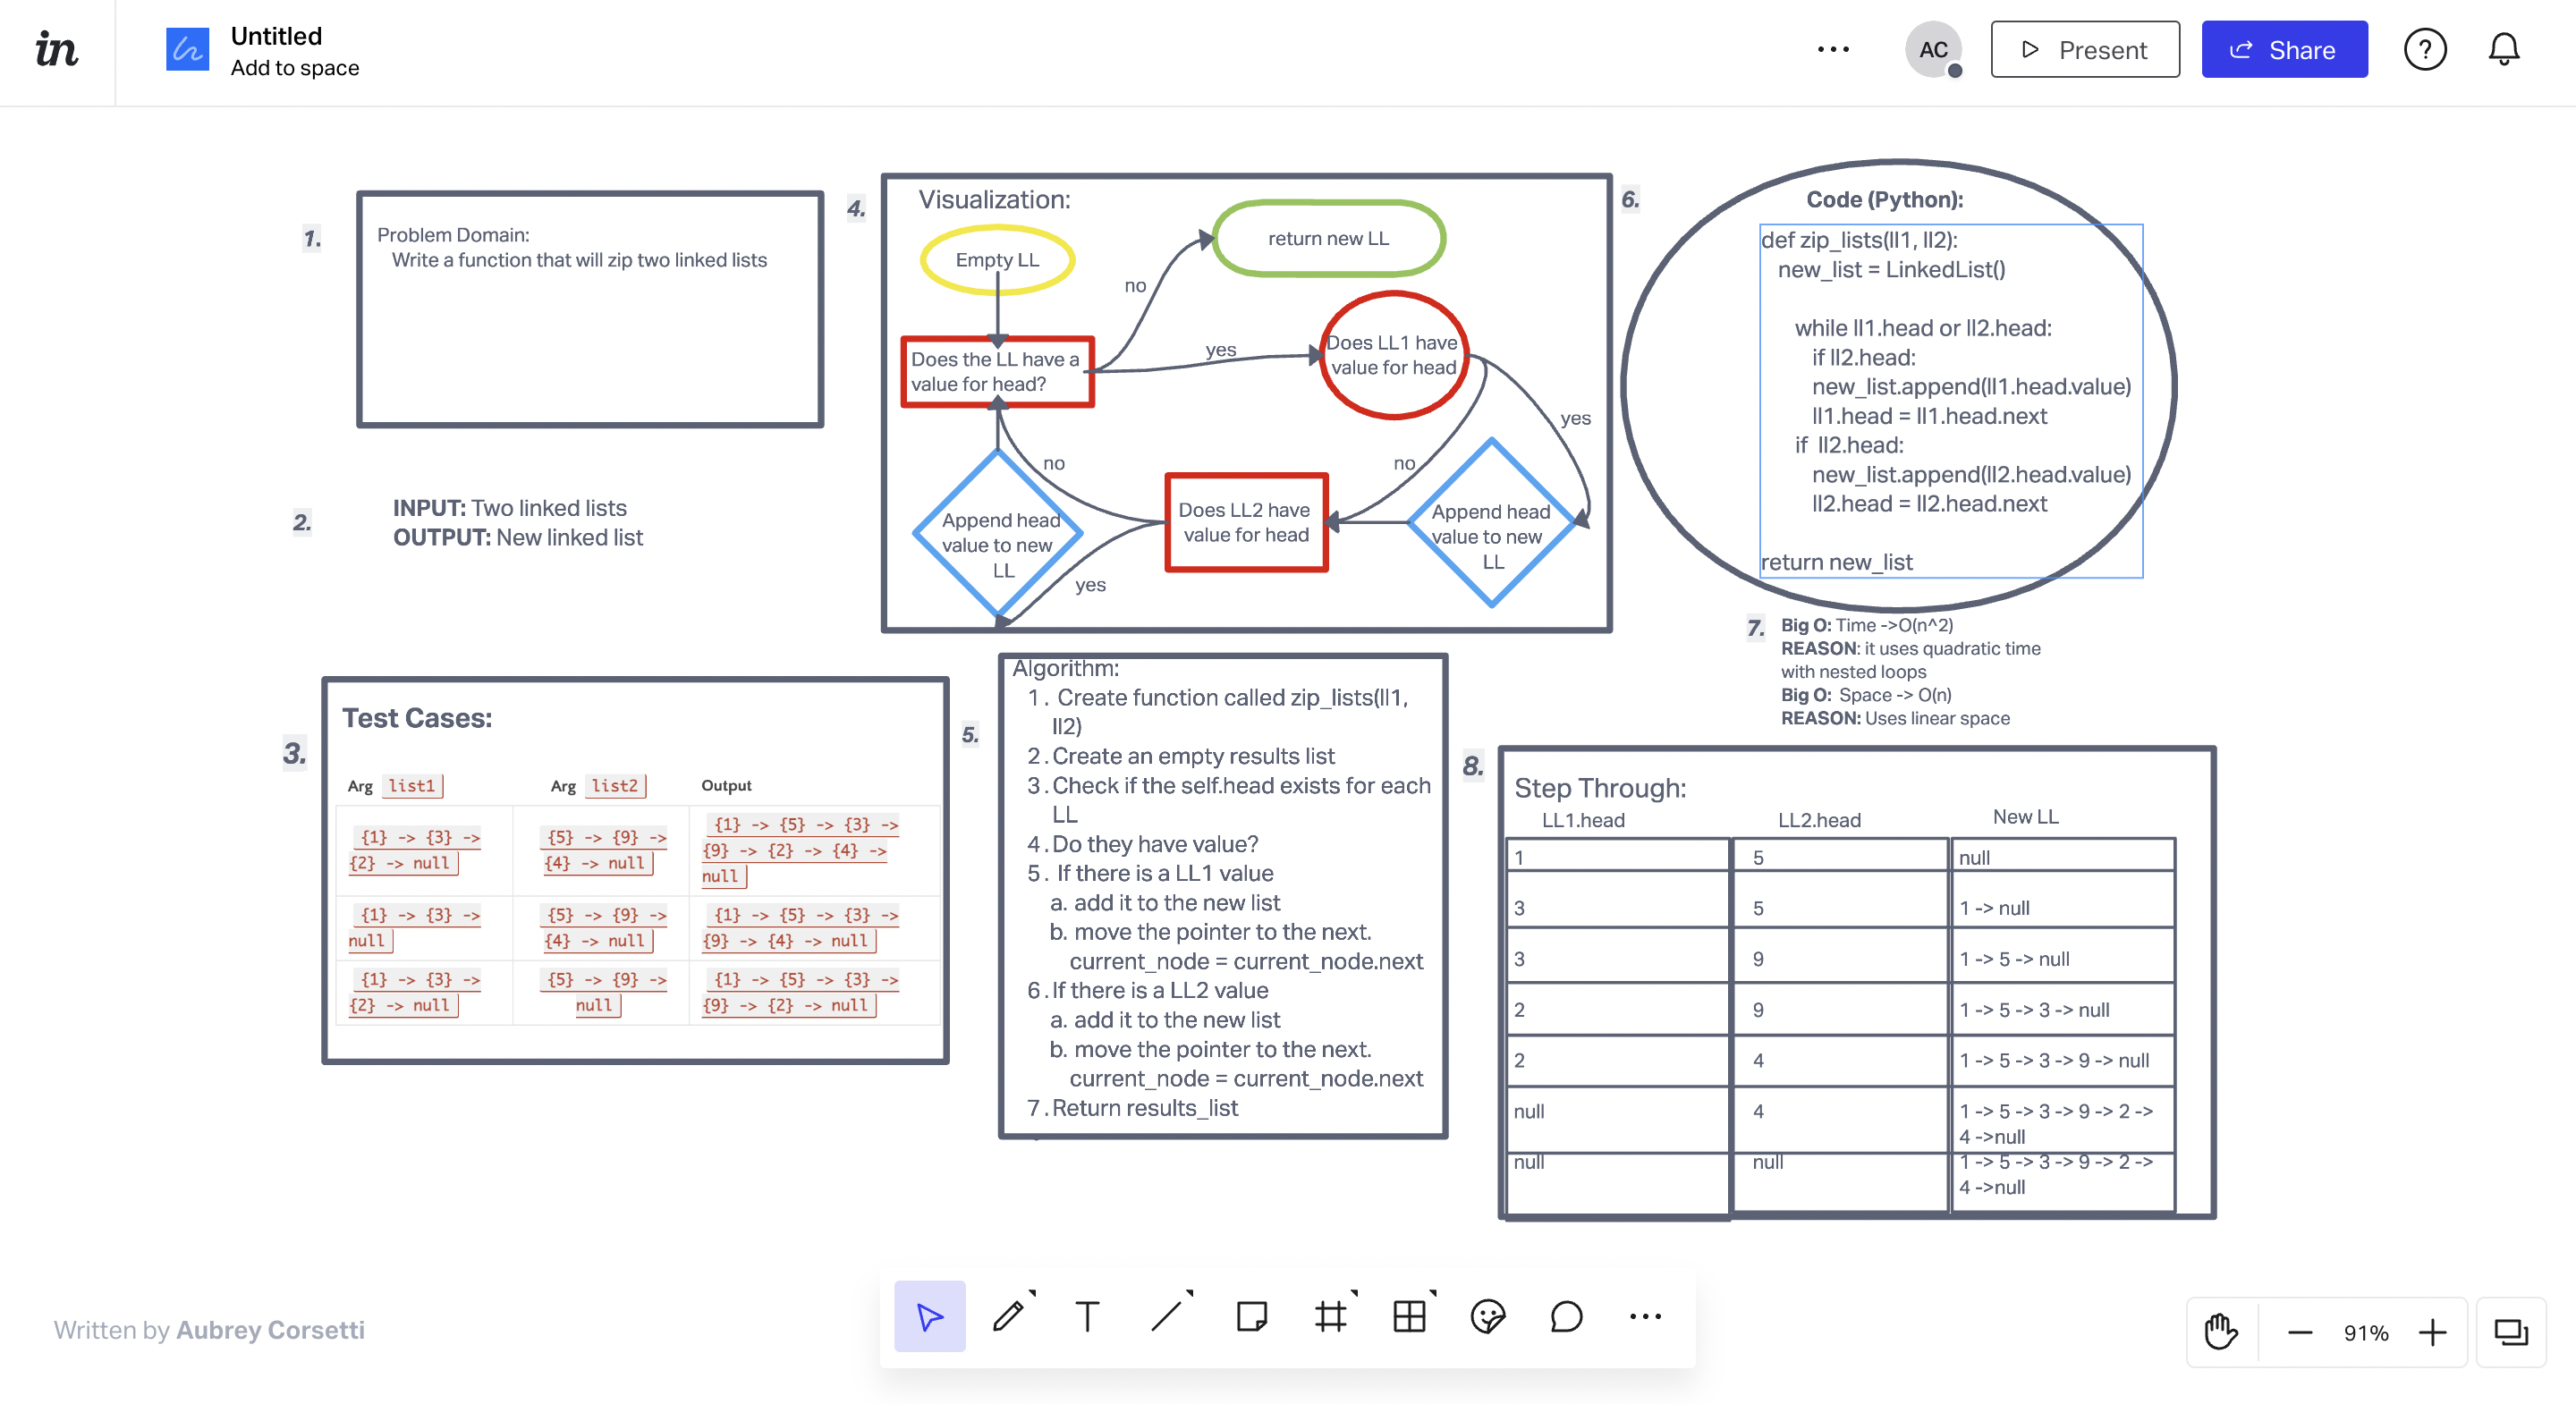 in
Untitled
Add to space
AC
Present
Share
?
1.
Problem Domain:
Write a function that will zip two linked lists
2.
INPUT: Two linked lists
OUTPUT: New linked list
3.
Test Cases:
Arg list1 Arg list2 Output
{1} -> {3} ->
{2} -> null
{5} -> {9} ->
{4} -> null
{1} -> {5} -> {3} ->
{9} -> {2} -> {4} ->
null
{1} -> {3} ->
null
{5} -> {9} ->
{4} -> null
{1} -> {5} -> {3} ->
{9} -> {4} -> null
{1} -> {3} ->
{2} -> null
{5} -> {9} ->
null
{1} -> {5} -> {3} ->
{9} -> {2} -> null
4.
Visualization:
Empty LL
return new LL
no
Does the LL have a
value for head?
yes
Does LL1 have
value for head
yes
no
no
Append head
value to new
LL
Does LL2 have
value for head
Append head
value to new
LL
yes
5.
Algorithm:
1. Create function called zip_lists(ll1,
ll2)
2. Create an empty results list
3. Check if the self.head exists for each
LL
4. Do they have value?
5. If there is a LL1 value
a. add it to the new list
b. move the pointer to the next.
current_node = current_node.next
6. If there is a LL2 value
a. add it to the new list
b. move the pointer to the next.
current_node = current_node.next
7. Return results_list
6.
Code (Python):
def zip_lists(ll1, ll2):
new_list = LinkedList()
while ll1.head or ll2.head:
if ll2.head:
new_list.append(ll1.head.value)
ll1.head = ll1.head.next
if ll2.head:
new_list.append(ll2.head.value)
ll2.head = ll2.head.next
return new_list
7.
Big O: Time ->O(n^2)
REASON: it uses quadratic time
with nested loops
Big O: Space -> O(n)
REASON: Uses linear space
8.
Step Through:
LL1.head LL2.head New LL
1 5 null
3 5 1 -> null
3 9 1 -> 5 -> null
2 9 1 -> 5 -> 3 -> null
2 4 1 -> 5 -> 3 -> 9 -> null
null 4 1 -> 5 -> 3 -> 9 -> 2 ->
4 ->null
null null 1 -> 5 -> 3 -> 9 -> 2 ->
4 ->null
Written by Aubrey Corsetti
T
91%